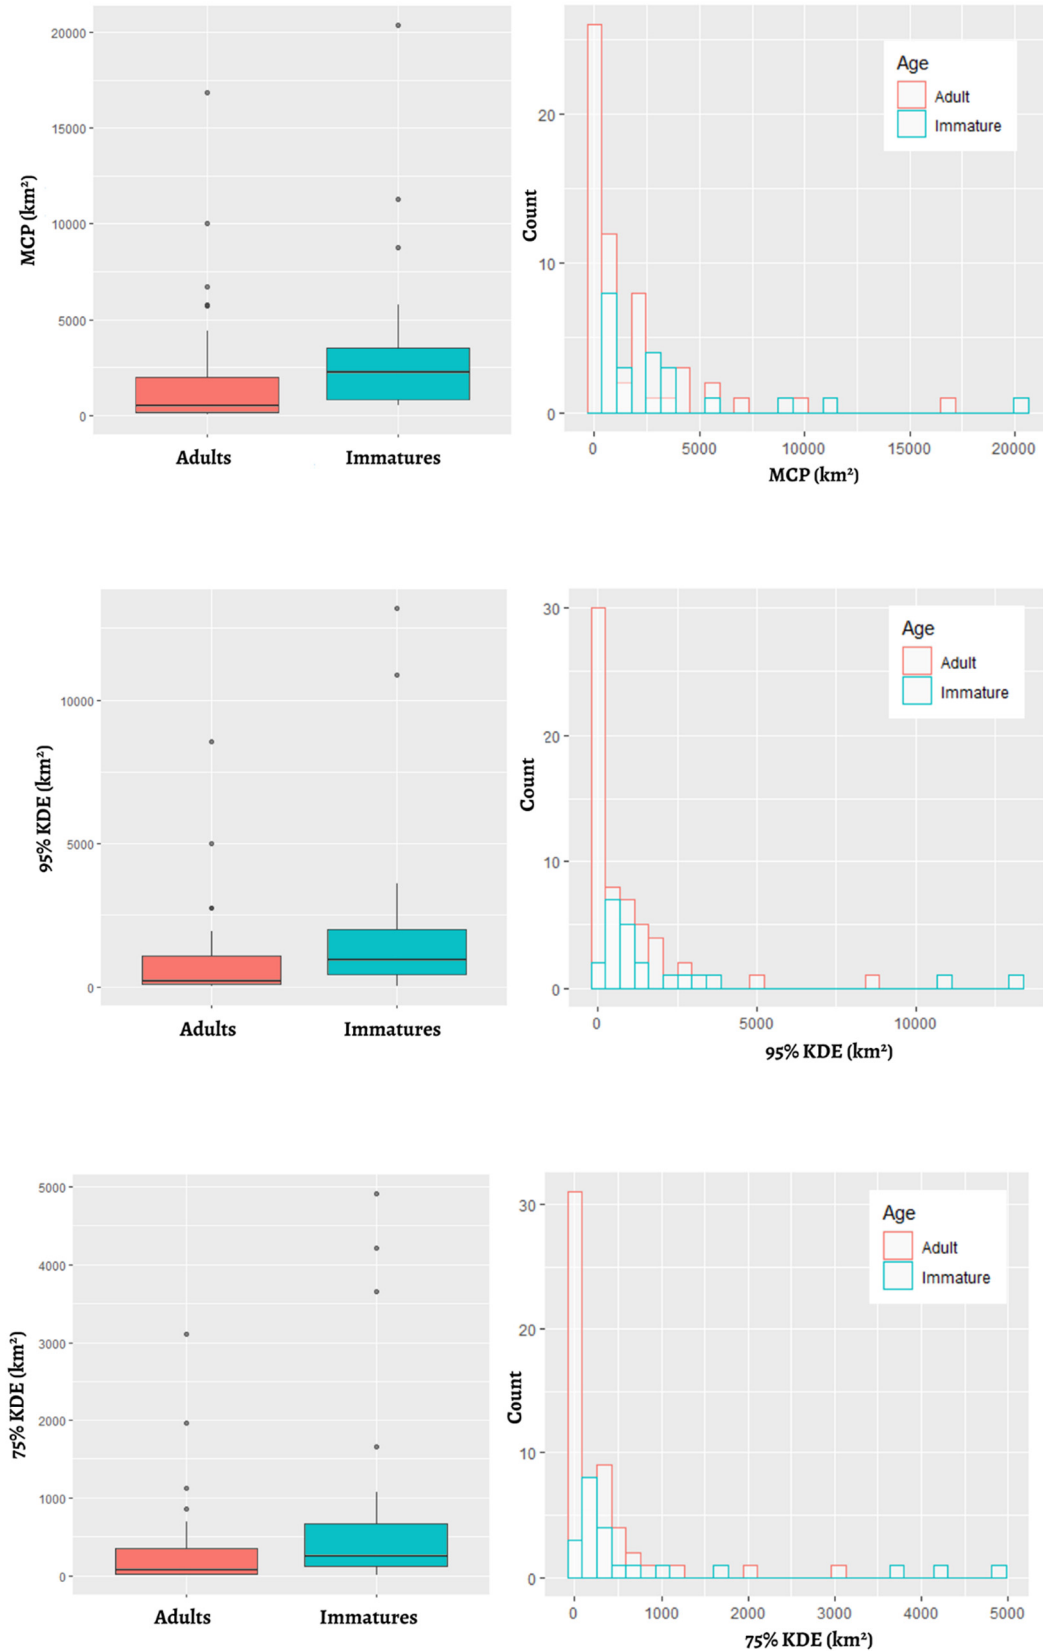 MCP (km²)
20000
15000
10000
5000
0
Adults
Immatures
Count
20
10
0
Age
Adult
Immature
0
5000
10000
15000
20000
MCP (km²)
95% KDE (km²)
10000
5000
0
Adults
Immatures
Count
30
20
10
0
Age
Adult
Immature
0
5000
10000
95% KDE (km²)
75% KDE (km²)
5000
4000
3000
2000
1000
0
Adults
Immatures
Count
30
20
10
0
Age
Adult
Immature
0
1000
2000
3000
4000
5000
75% KDE (km²)